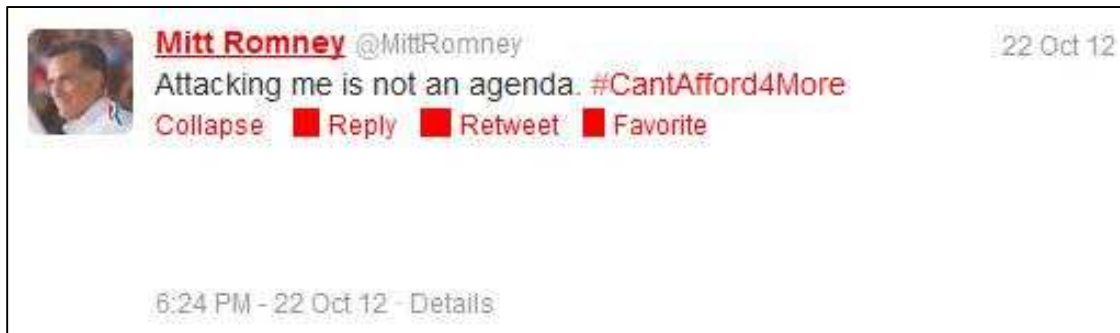 Mitt Romney @MittRomney 22 Oct 12
Attacking me is not an agenda. #CantAfford4More
Collapse Reply Retweet Favorite
6:24 PM - 22 Oct 12 · Details